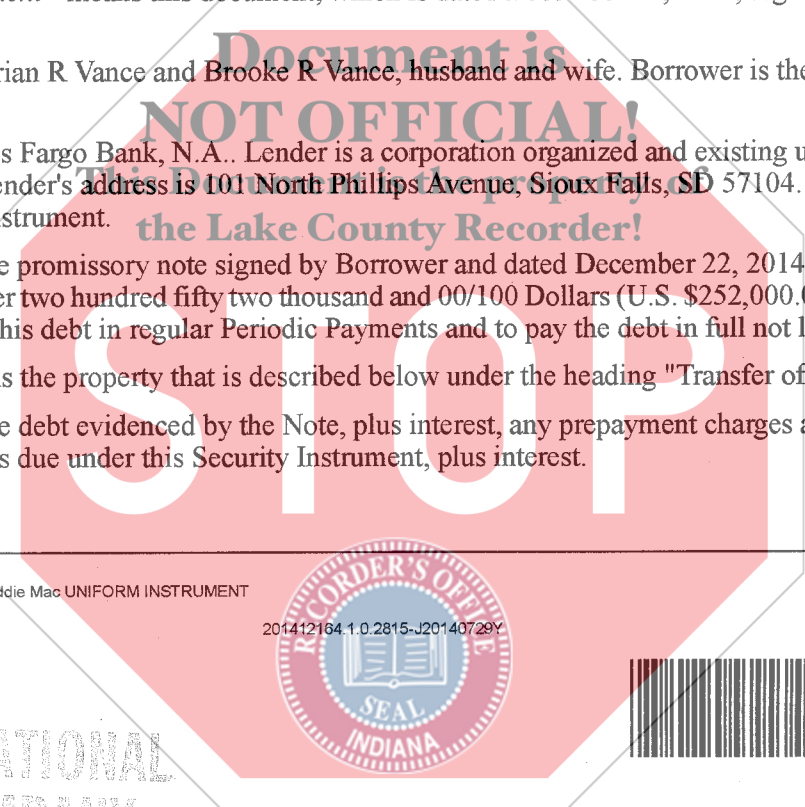 Document is
rian R Vance and Brooke R Vance, husband and wife. Borrower is the
NOT OFFICIAL!
s Fargo Bank, N.A.. Lender is a corporation organized and existing u
This Document is the property of
ender's address is 101 North Phillips Avenue, Sioux Falls, SD 57104.
strument.
the Lake County Recorder!
e promissory note signed by Borrower and dated December 22, 2014
er two hundred fifty two thousand and 00/100 Dollars (U.S. $252,000.0
his debt in regular Periodic Payments and to pay the debt in full not l
s the property that is described below under the heading "Transfer of
STOP
e debt evidenced by the Note, plus interest, any prepayment charges a
s due under this Security Instrument, plus interest.
ddie Mac UNIFORM INSTRUMENT
201412164.1.0.2815-J20140729Y
RECORDER'S OFFICE
SEAL
INDIANA
ATIONAL